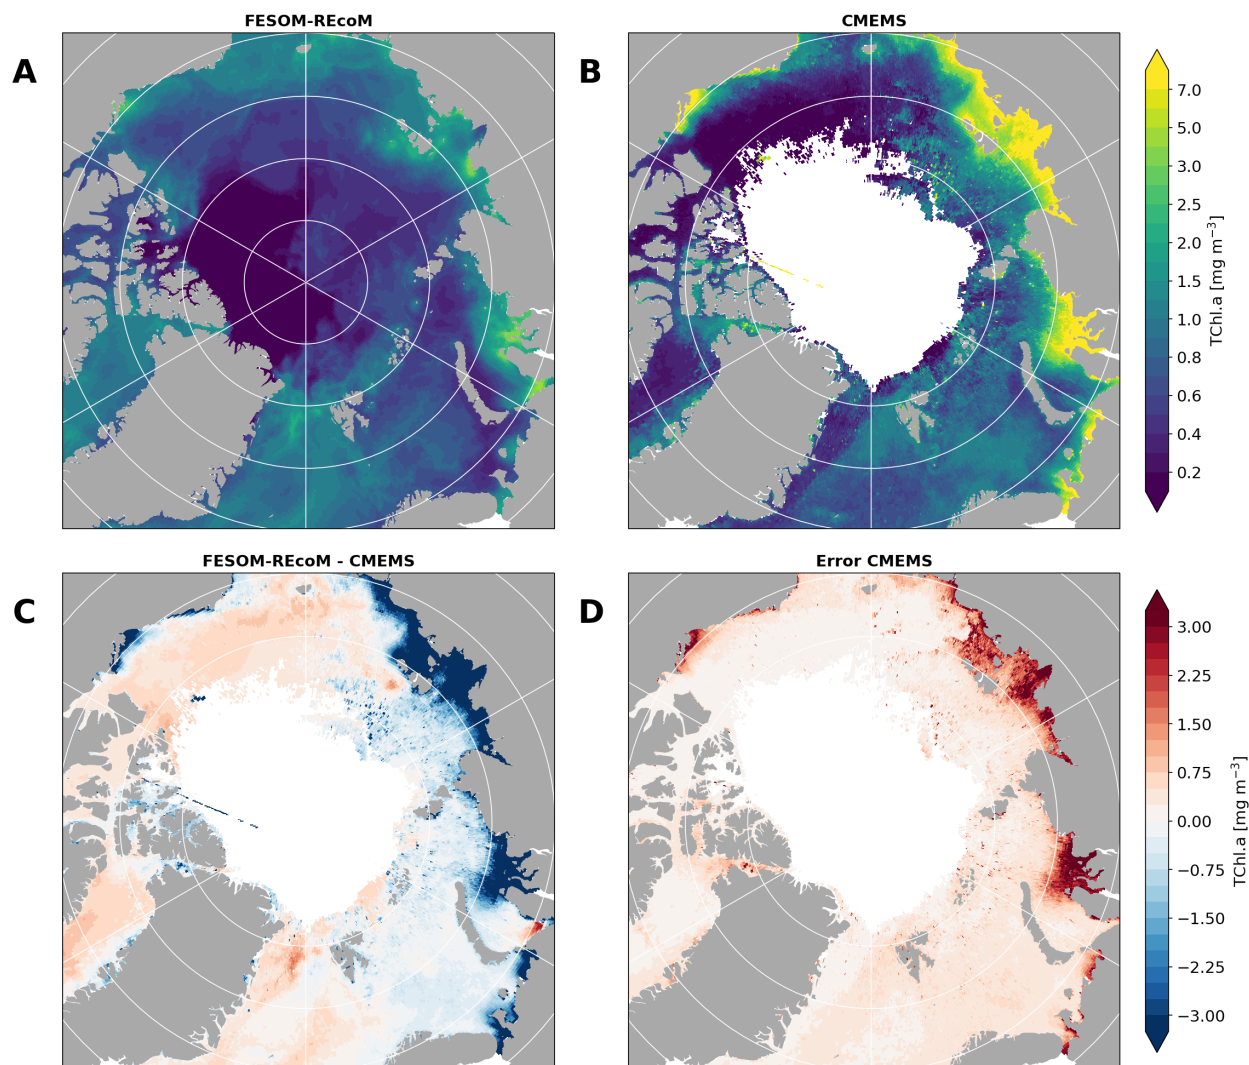 FESOM-REcoM
CMEMS
A
B
7.0
5.0
3.0
2.5
2.0
1.5
1.0
0.8
0.6
0.4
0.2
TChl.a [mg m⁻³]
FESOM-REcoM - CMEMS
Error CMEMS
C
D
3.00
2.25
1.50
0.75
0.00
−0.75
−1.50
−2.25
−3.00
TChl.a [mg m⁻³]